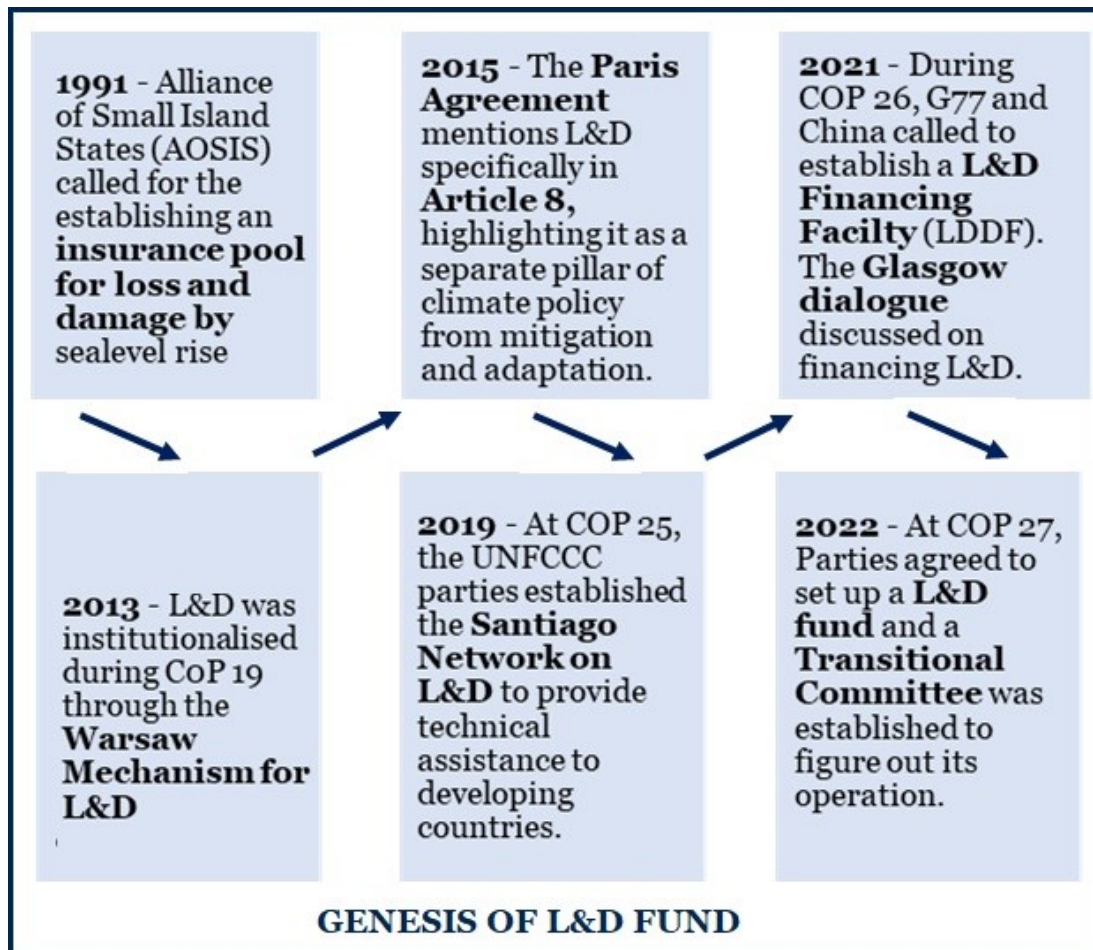 1991 - Alliance
of Small Island
States (AOSIS)
called for the
establishing an
insurance pool
for loss and
damage by
sealevel rise
2013 - L&D was
institutionalised
during CoP 19
through the
Warsaw
Mechanism for
L&D
2015 - The Paris
Agreement
mentions L&D
specifically in
Article 8,
highlighting it as a
separate pillar of
climate policy
from mitigation
and adaptation.
2019 - At COP 25,
the UNFCCC
parties established
the Santiago
Network on
L&D to provide
technical
assistance to
developing
countries.
2021 - During
COP 26, G77 and
China called to
establish a L&D
Financing
Facilty (LDDF).
The Glasgow
dialogue
discussed on
financing L&D.
2022 - At COP 27,
Parties agreed to
set up a L&D
fund and a
Transitional
Committee was
established to
figure out its
operation.
GENESIS OF L&D FUND